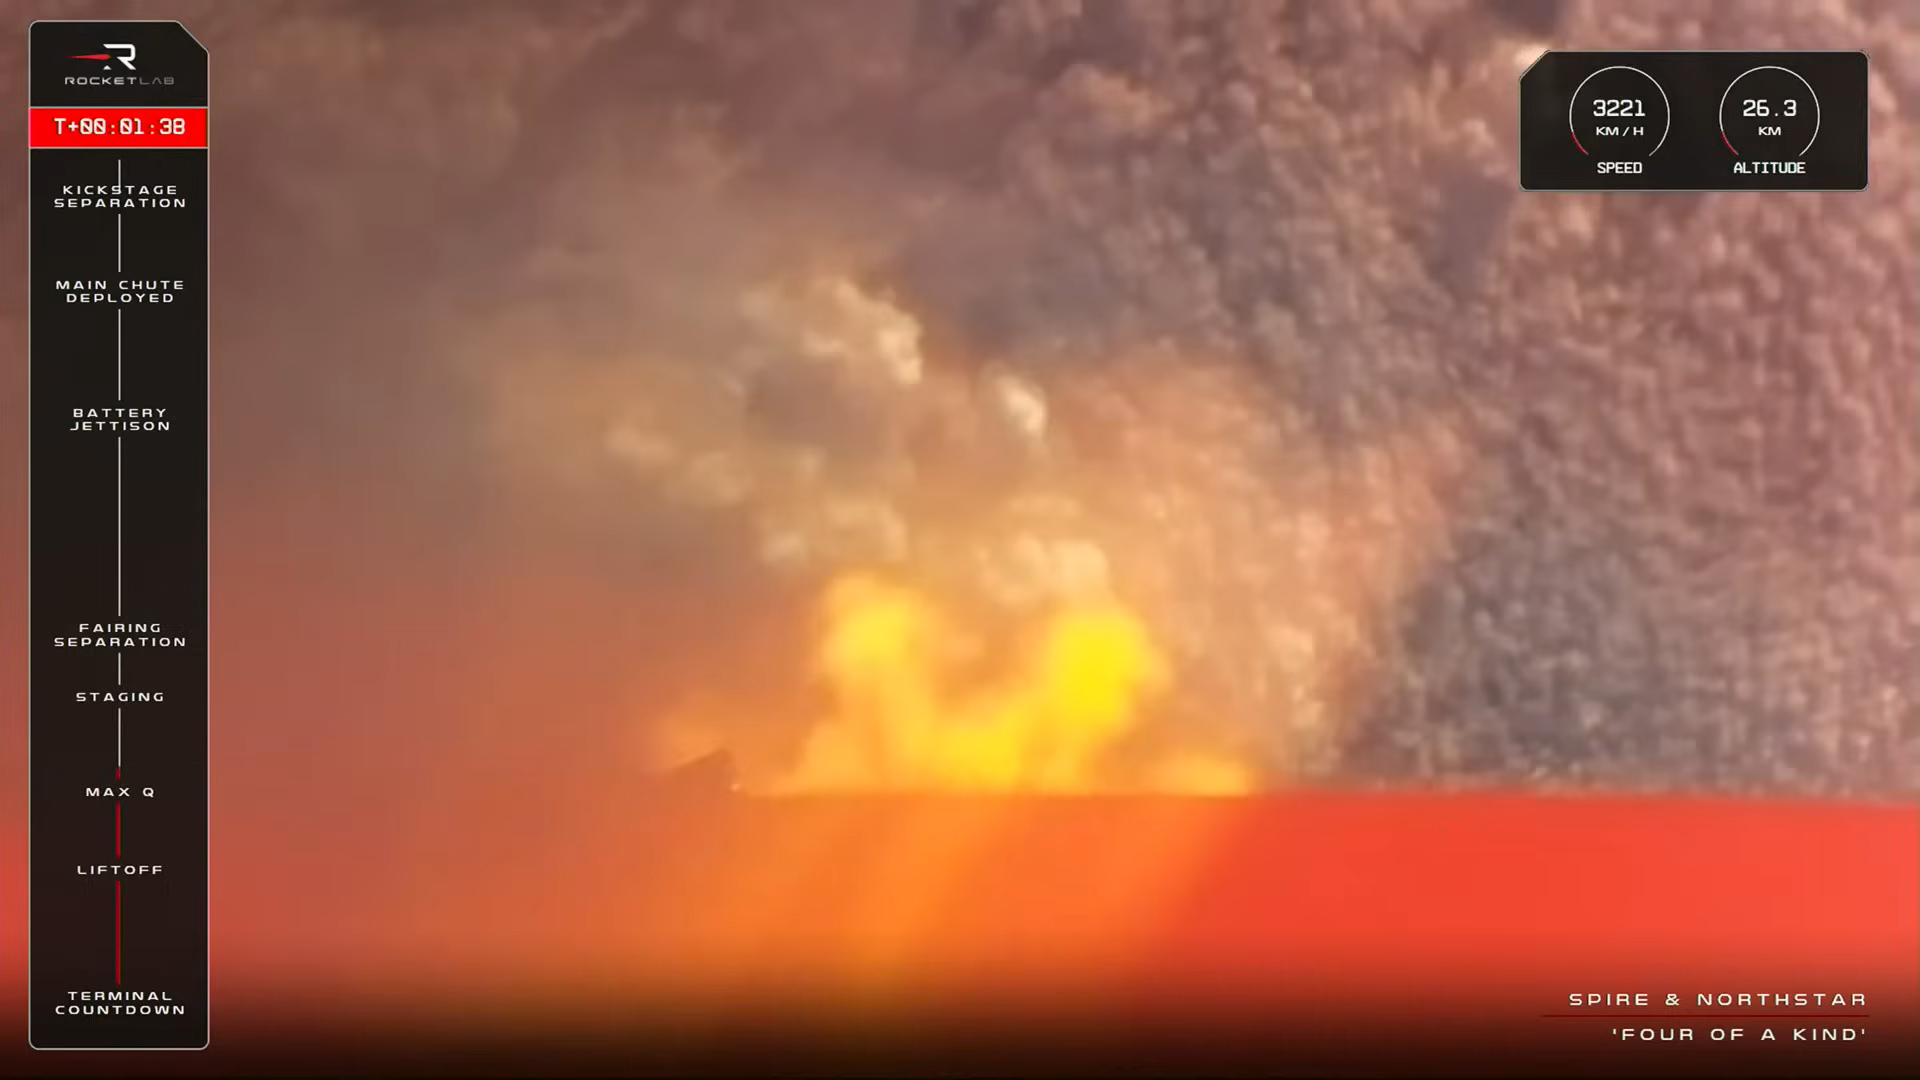 ROCKETLAB
T+00:01:38
KICKSTAGE
SEPARATION
MAIN CHUTE
DEPLOYED
BATTERY
JETTISON
FAIRING
SEPARATION
STAGING
MAX Q
LIFTOFF
TERMINAL
COUNTDOWN
3221
KM/H
SPEED
26.3
KM
ALTITUDE
SPIRE & NORTHSTAR
'FOUR OF A KIND'